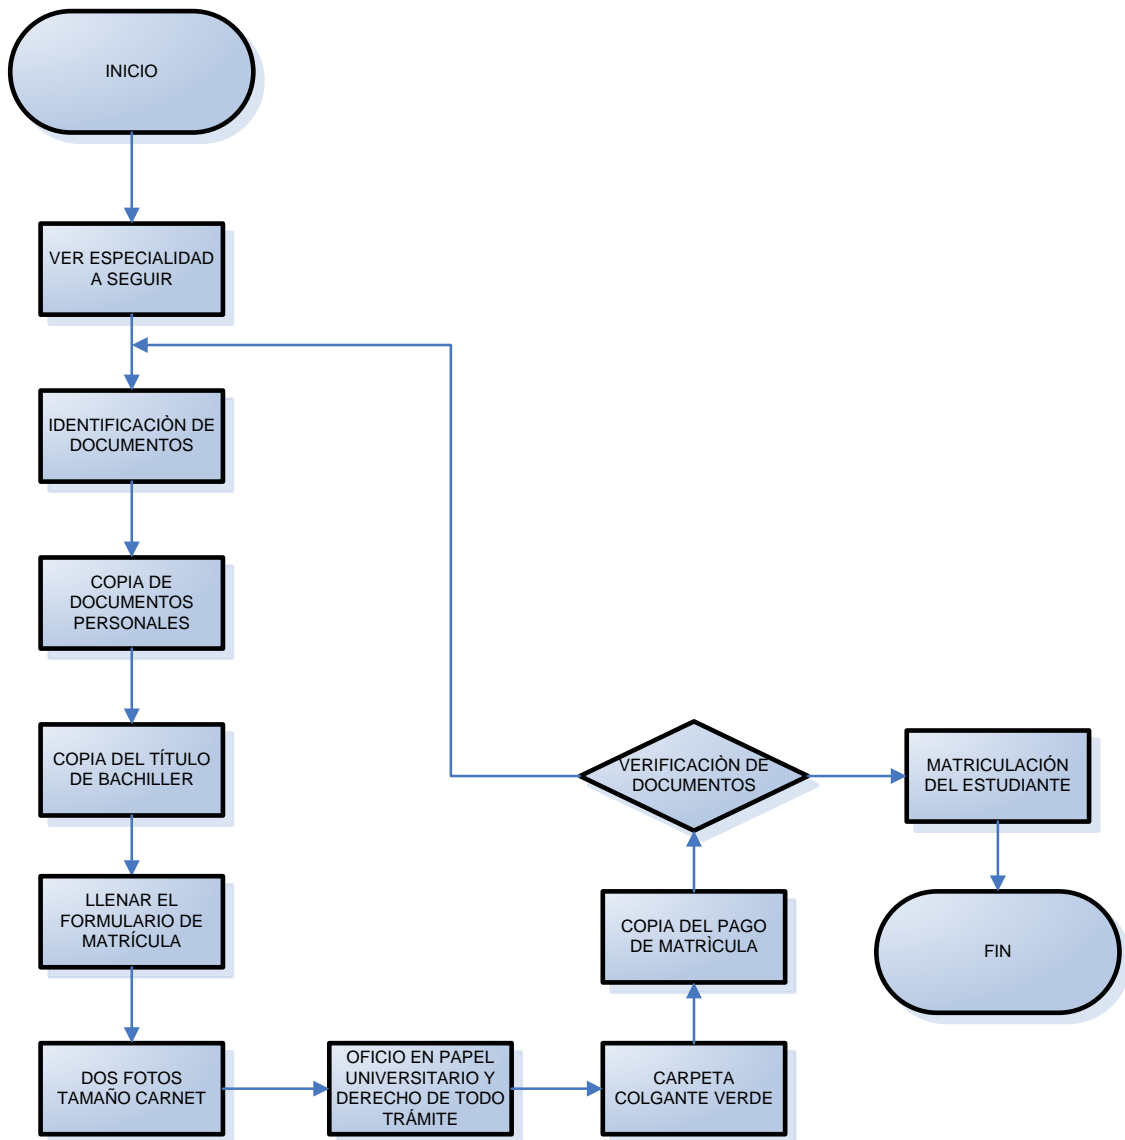 INICIO
VER ESPECIALIDAD
A SEGUIR
IDENTIFICACIÒN DE
DOCUMENTOS
COPIA DE
DOCUMENTOS
PERSONALES
COPIA DEL TÍTULO
DE BACHILLER
LLENAR EL
FORMULARIO DE
MATRÍCULA
DOS FOTOS
TAMAÑO CARNET
OFICIO EN PAPEL
UNIVERSITARIO Y
DERECHO DE TODO
TRÁMITE
CARPETA
COLGANTE VERDE
COPIA DEL PAGO
DE MATRÌCULA
VERIFICACIÒN DE
DOCUMENTOS
MATRICULACIÓN
DEL ESTUDIANTE
FIN